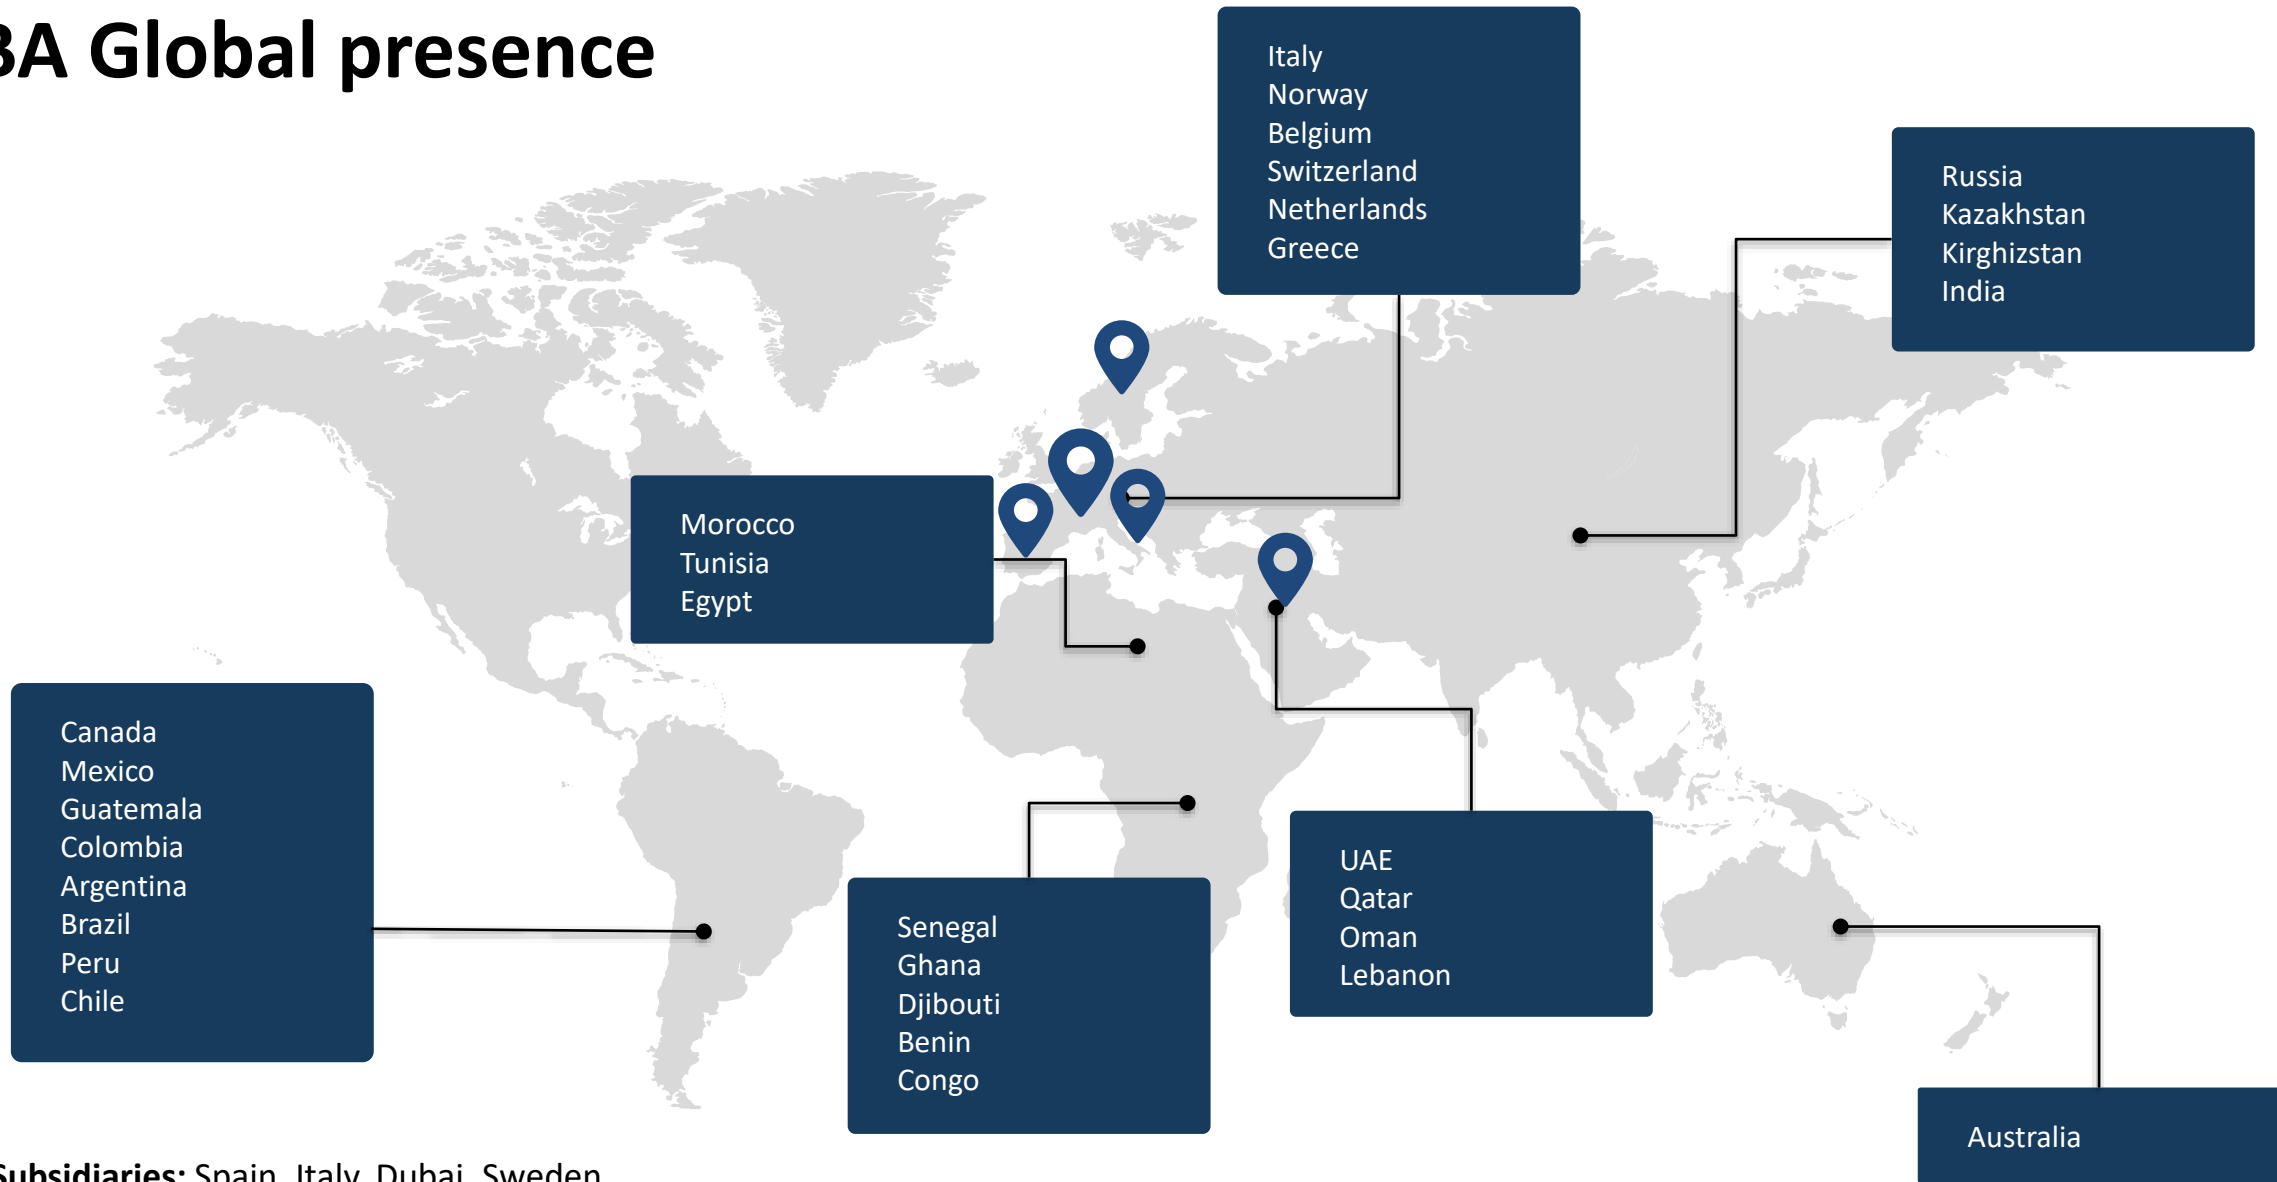 BA Global presence
Italy
Norway
Belgium
Switzerland
Netherlands
Greece
Russia
Kazakhstan
Kirghizstan
India
Morocco
Tunisia
Egypt
Canada
Mexico
Guatemala
Colombia
Argentina
Brazil
Peru
Chile
Senegal
Ghana
Djibouti
Benin
Congo
UAE
Qatar
Oman
Lebanon
Australia
Subsidiaries: Spain, Italy, Dubai, Sweden